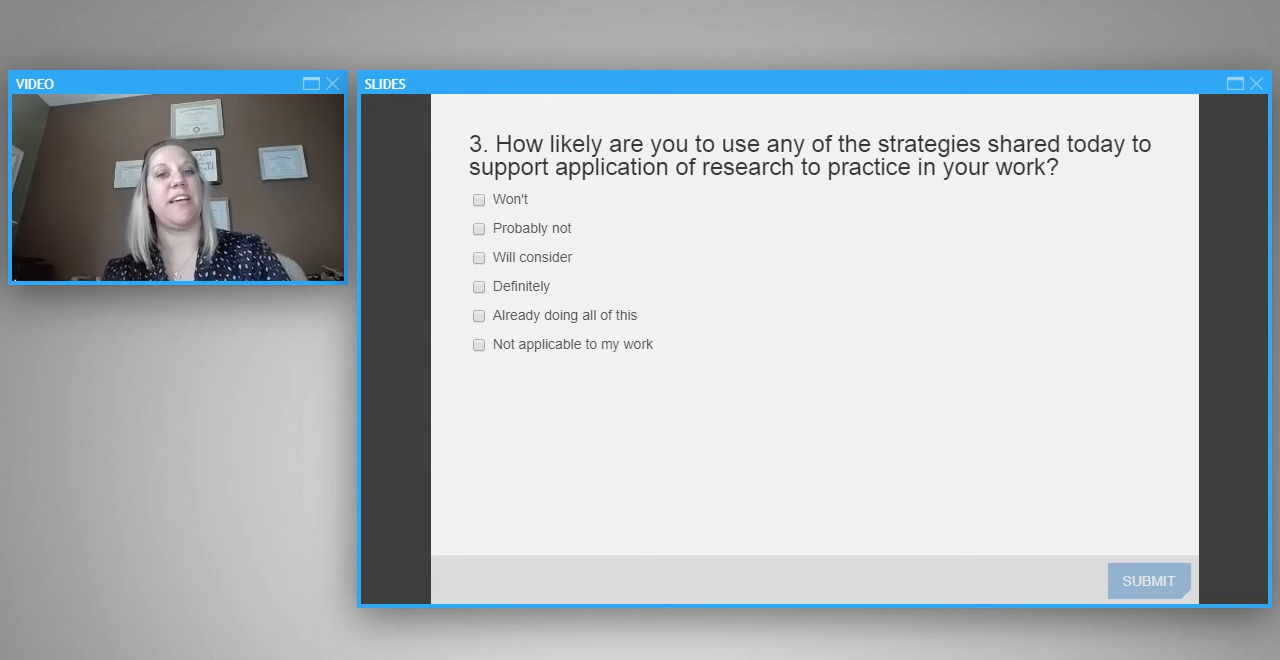 VIDEO
SLIDES
3. How likely are you to use any of the strategies shared today to
support application of research to practice in your work?
Won't
Probably not
Will consider
Definitely
Already doing all of this
Not applicable to my work
SUBMIT